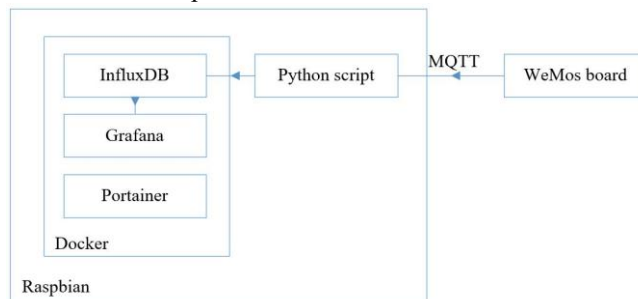 InfluxDB
Python script
MQTT
WeMos board
Grafana
Portainer
Docker
Raspbian